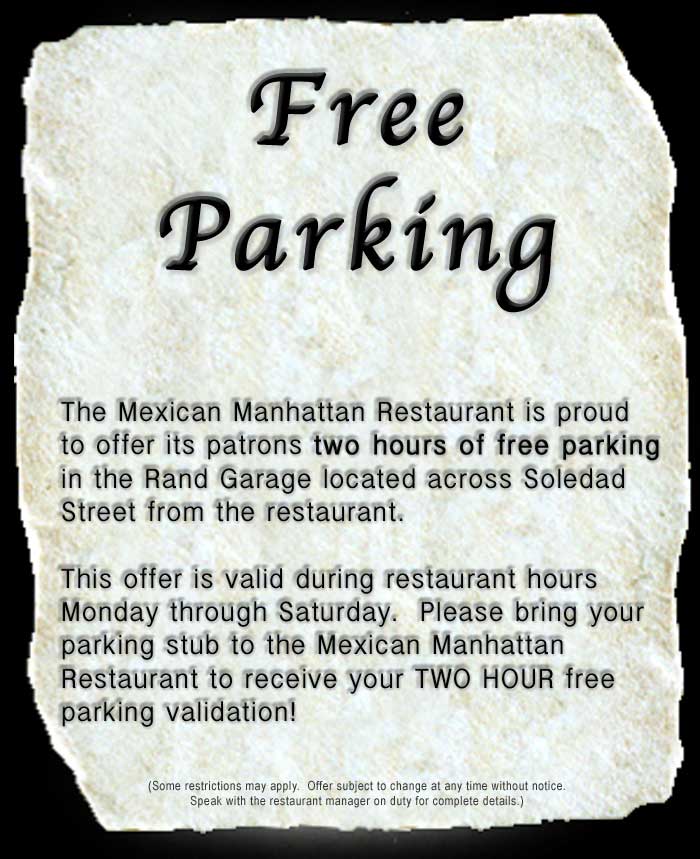 Free
Parking
The Mexican Manhattan Restaurant is proud
to offer its patrons two hours of free parking
in the Rand Garage located across Soledad
Street from the restaurant.
This offer is valid during restaurant hours
Monday through Saturday.  Please bring your
parking stub to the Mexican Manhattan
Restaurant to receive your TWO HOUR free
parking validation!
(Some restrictions may apply.  Offer subject to change at any time without notice.
Speak with the restaurant manager on duty for complete details.)